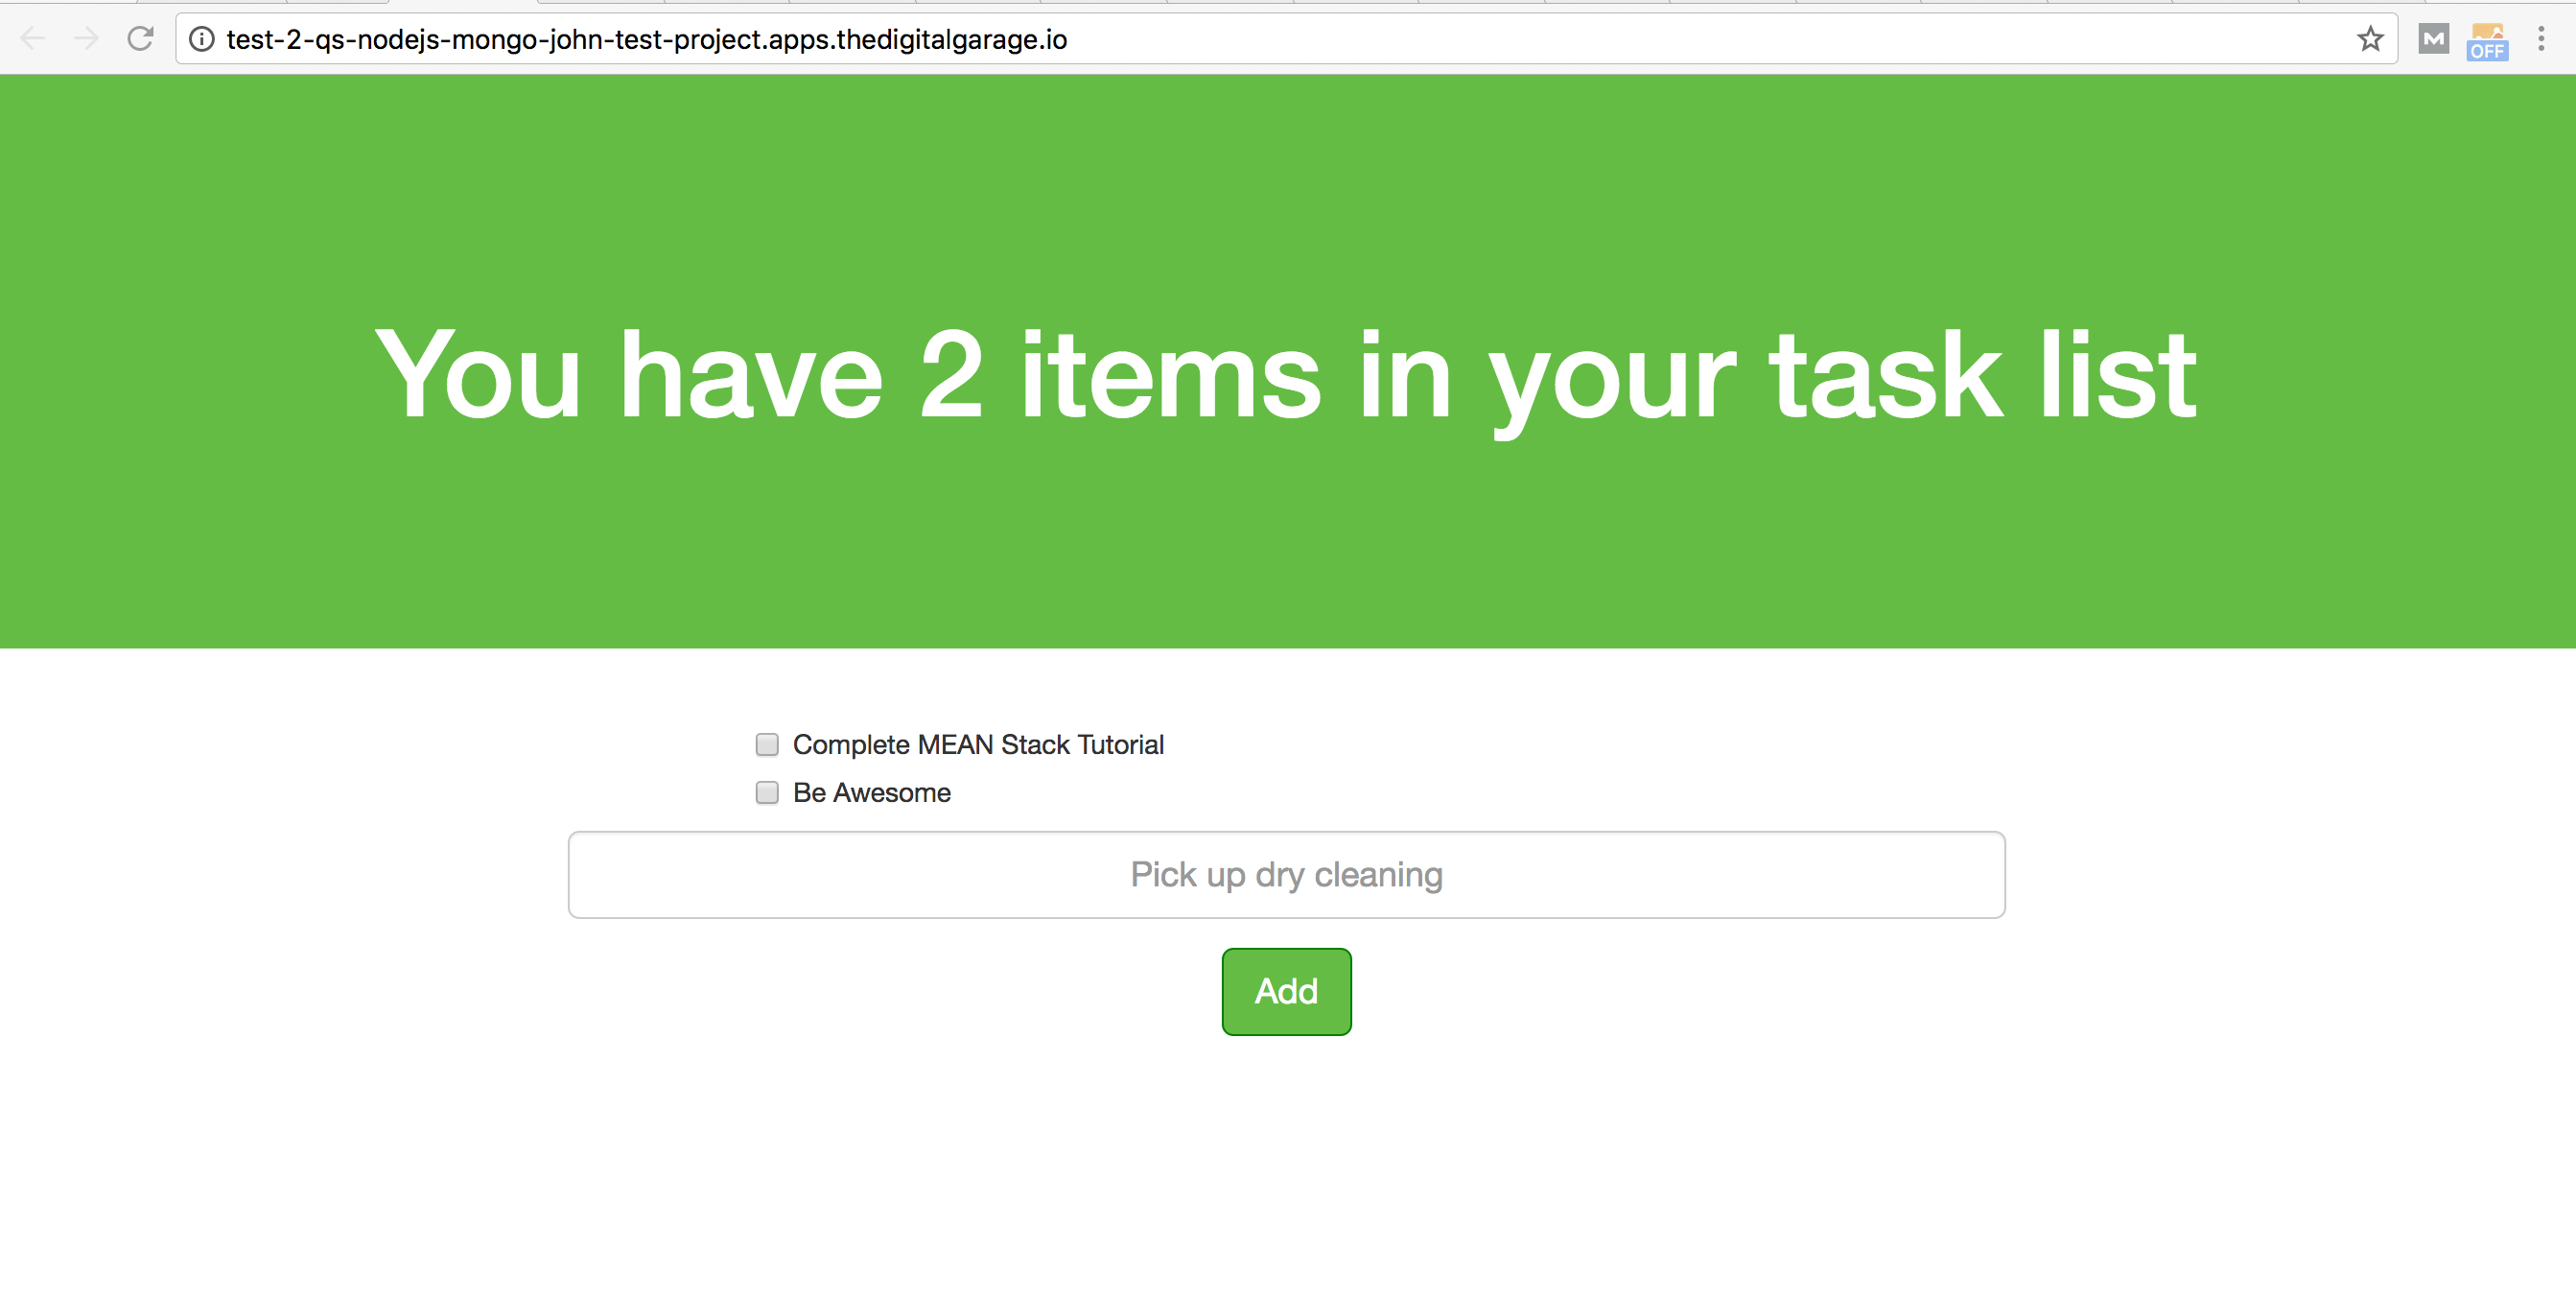 test-2-qs-nodejs-mongo-john-test-project.apps.thedigitalgarage.io
M
OFF
You have 2 items in your task list
Complete MEAN Stack Tutorial
Be Awesome
Pick up dry cleaning
Add